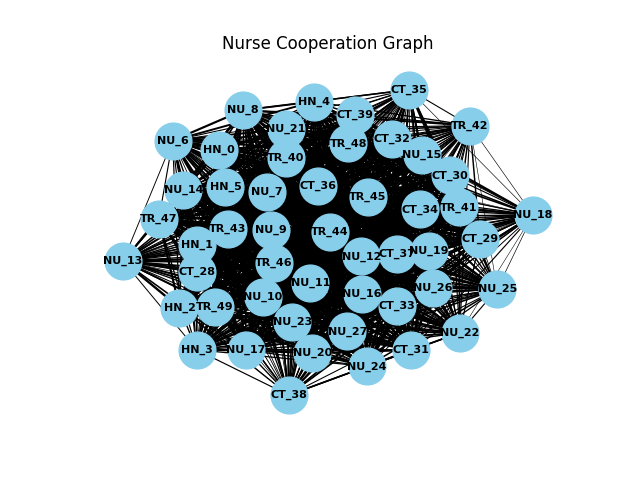 Nurse Cooperation Graph
CT_35
HN_4
NU_8
CT_39
TR_42
NU_21
CT_32
NU_6
TR_48
HN_0
NU_15
TR_40
CT_30
HN_5
CT_36
NU_14
NU_7
TR_45
TR_41
CT_34
NU_18
TR_47
TR_43
NU_9
TR_44
CT_29
HN_1
NU_19
CT_37
NU_12
NU_13
TR_46
CT_28
NU_11
NU_26
NU_25
NU_16
NU_10
CT_33
HN_2
TR_49
NU_23
NU_27
NU_22
HN_3
NU_17
CT_31
NU_20
NU_24
CT_38